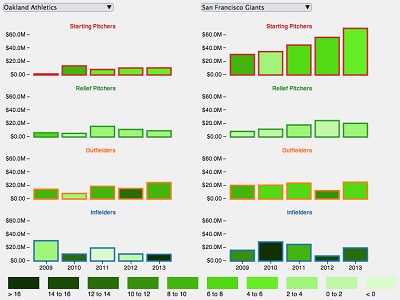 Oakland Athletics San Francisco Giants
Starting Pitchers Starting Pitchers
$60.0M $60.0M
$40.0M $40.0M
$20.0M $20.0M
$0.00 $0.00
Relief Pitchers Relief Pitchers
$60.0M $60.0M
$40.0M $40.0M
$20.0M $20.0M
$0.00 $0.00
Outfielders Outfielders
$60.0M $60.0M
$40.0M $40.0M
$20.0M $20.0M
$0.00 $0.00
Infielders Infielders
$60.0M $60.0M
$40.0M $40.0M
$20.0M $20.0M
$0.00 $0.00
2009 2010 2011 2012 2013 2009 2010 2011 2012 2013
> 16 14 to 16 12 to 14 10 to 12 8 to 10 6 to 8 4 to 6 2 to 4 0 to 2 < 0